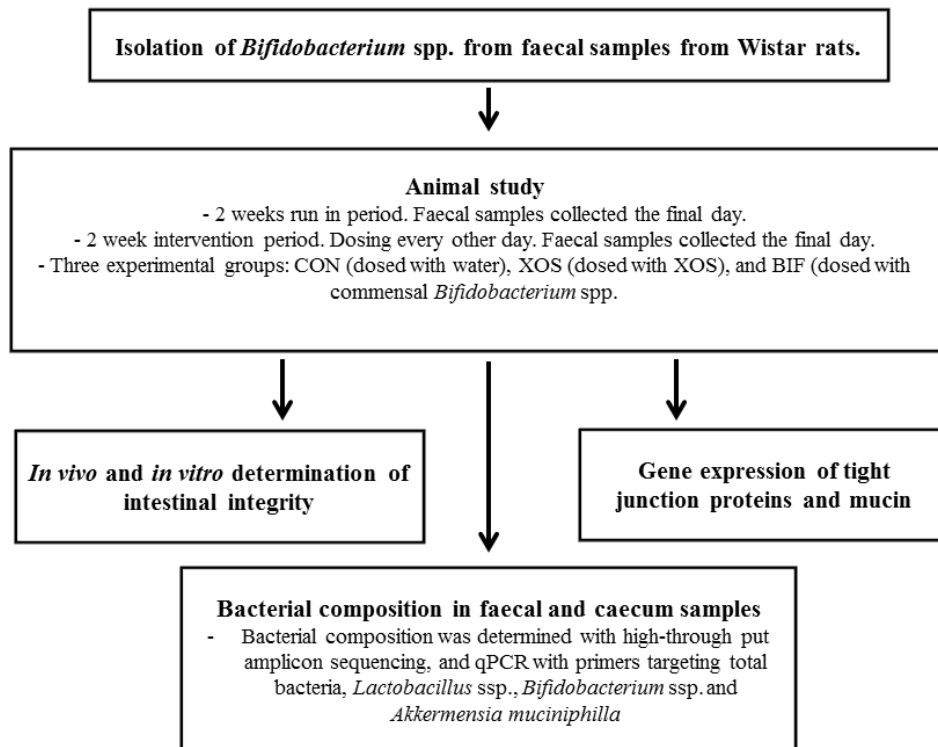 Isolation of Bifidobacterium spp. from faecal samples from Wistar rats.
Animal study
- 2 weeks run in period. Faecal samples collected the final day.
- 2 week intervention period. Dosing every other day. Faecal samples collected the final day.
- Three experimental groups: CON (dosed with water), XOS (dosed with XOS), and BIF (dosed with
commensal Bifidobacterium spp.
In vivo and in vitro determination of
intestinal integrity
Gene expression of tight
junction proteins and mucin
Bacterial composition in faecal and caecum samples
- Bacterial composition was determined with high-through put
amplicon sequencing, and qPCR with primers targeting total
bacteria, Lactobacillus ssp., Bifidobacterium ssp. and
Akkermensia muciniphilla